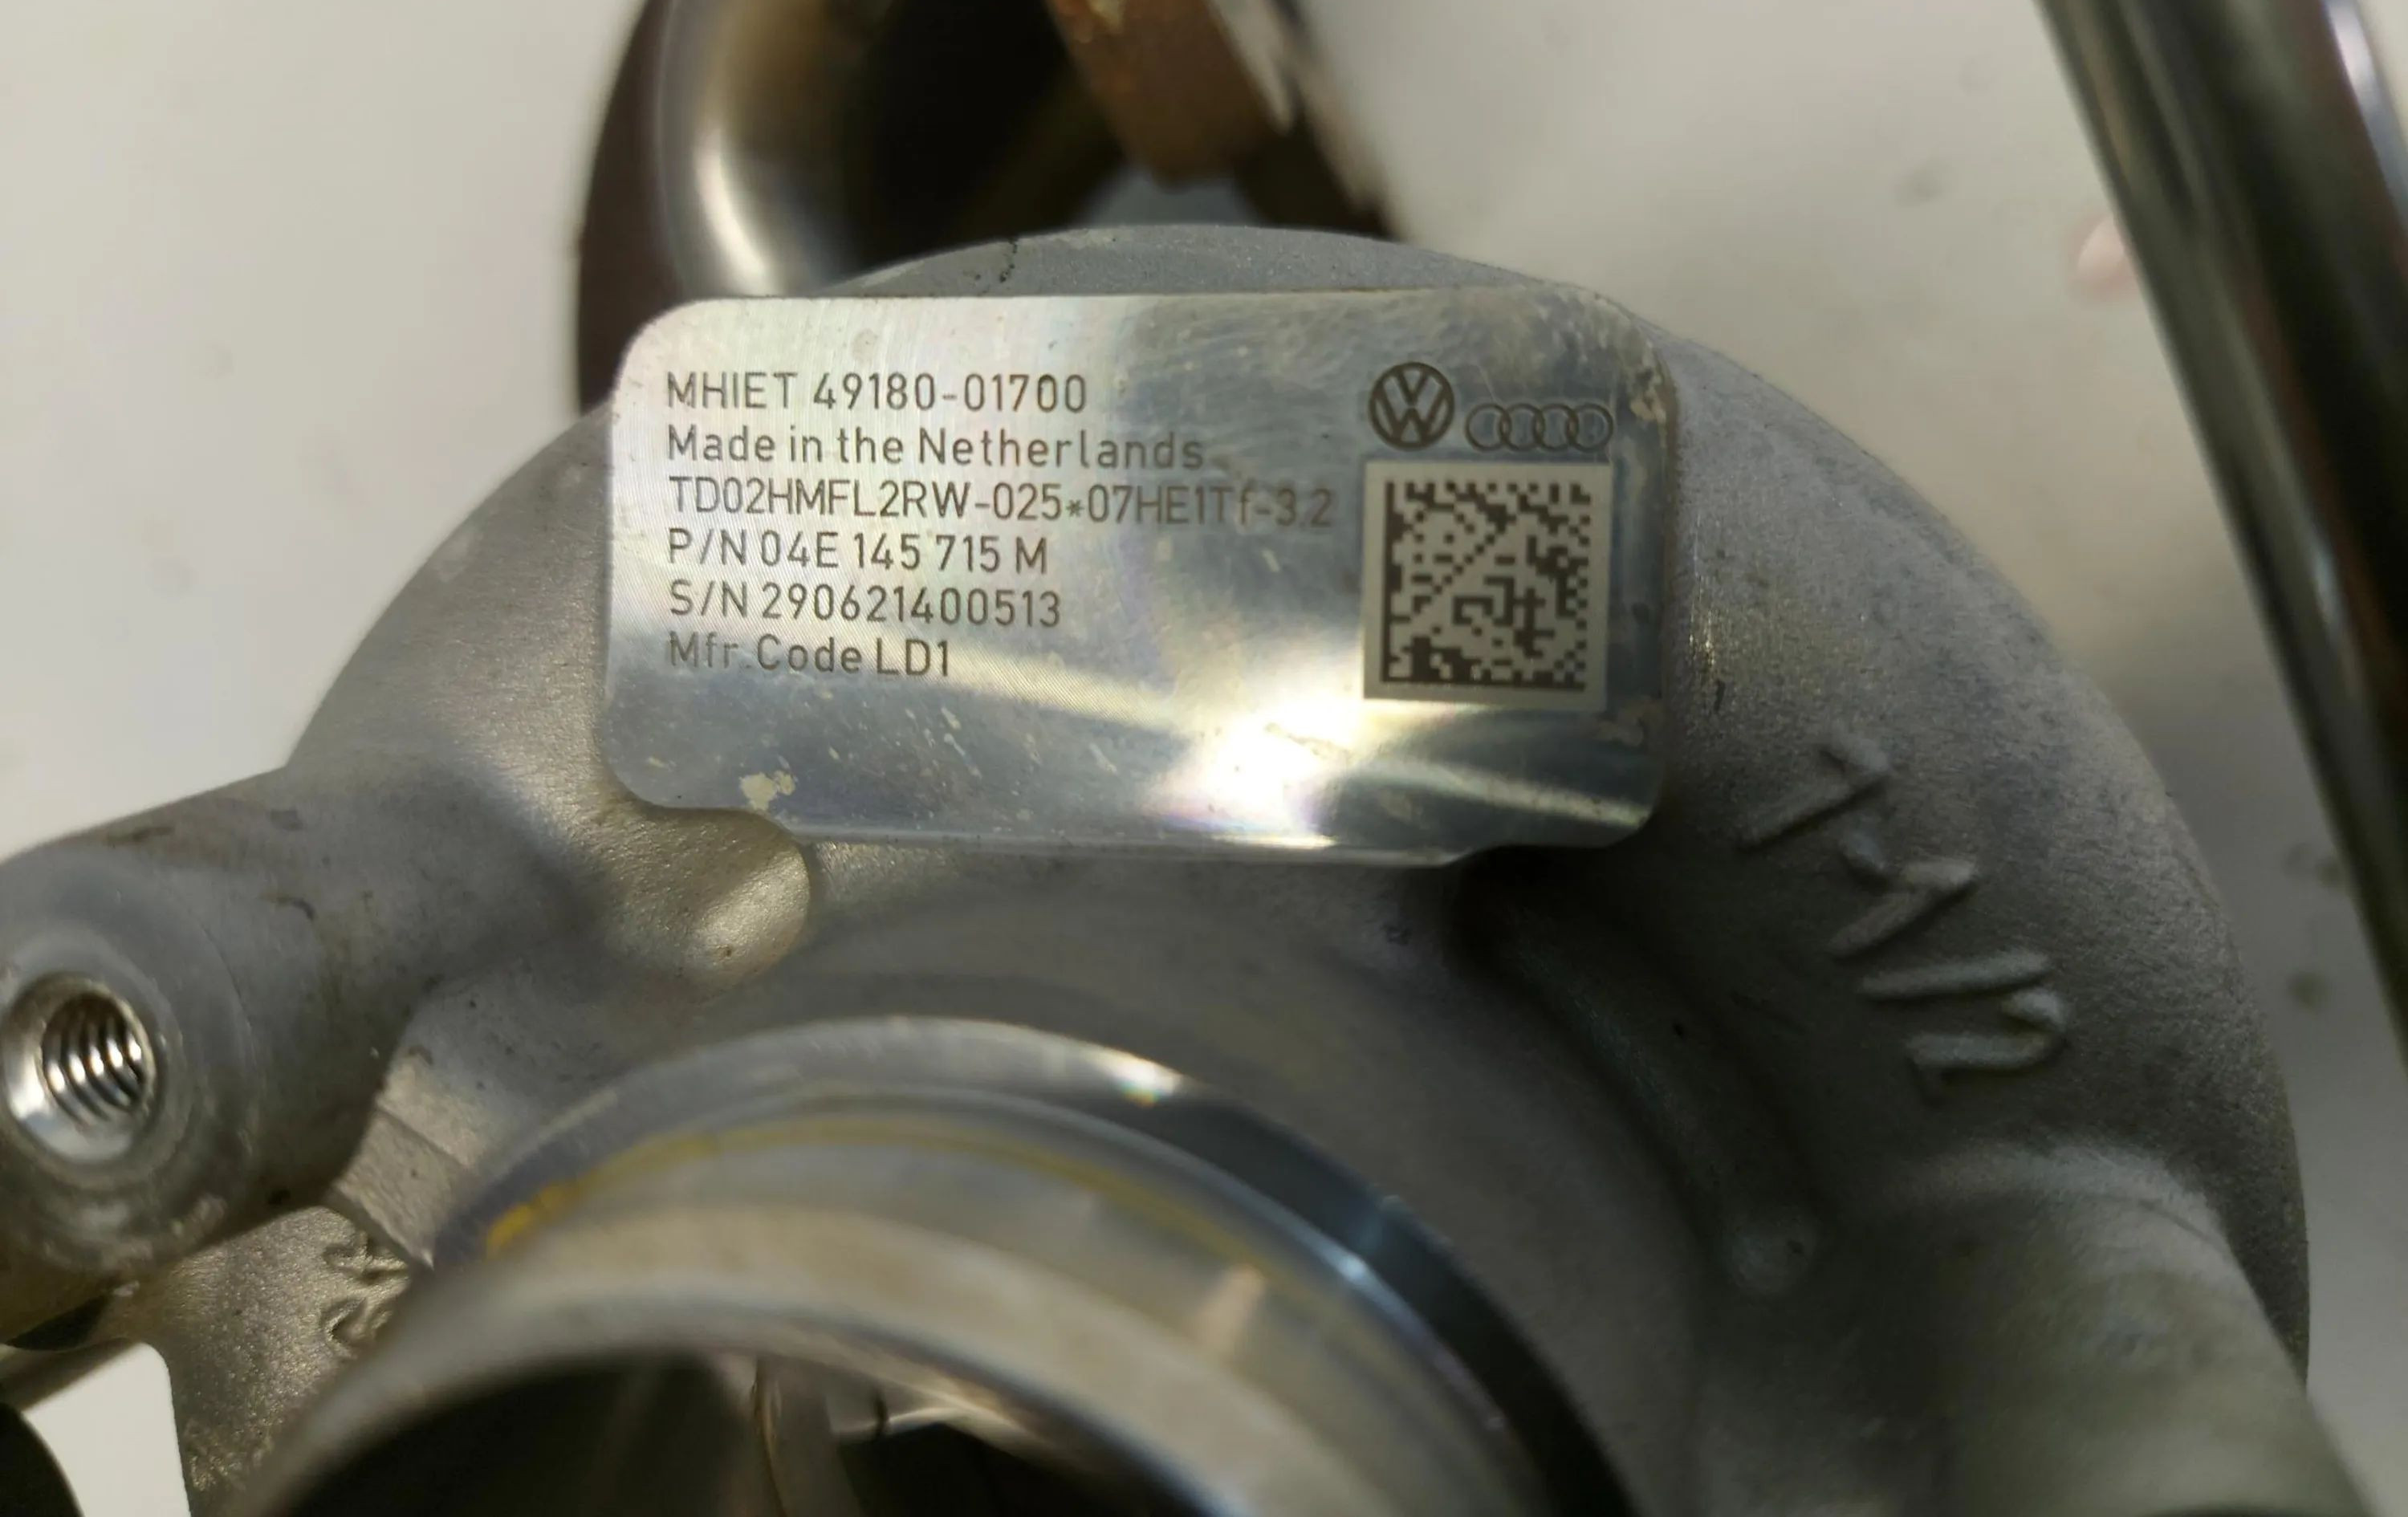 MHIET 49180-01700
Made in the Netherlands
TD02HMFL2RW-025*07HE1Tf-3.2
P/N 04E 145 715 M
S/N 290621400513
Mfr.Code LD1